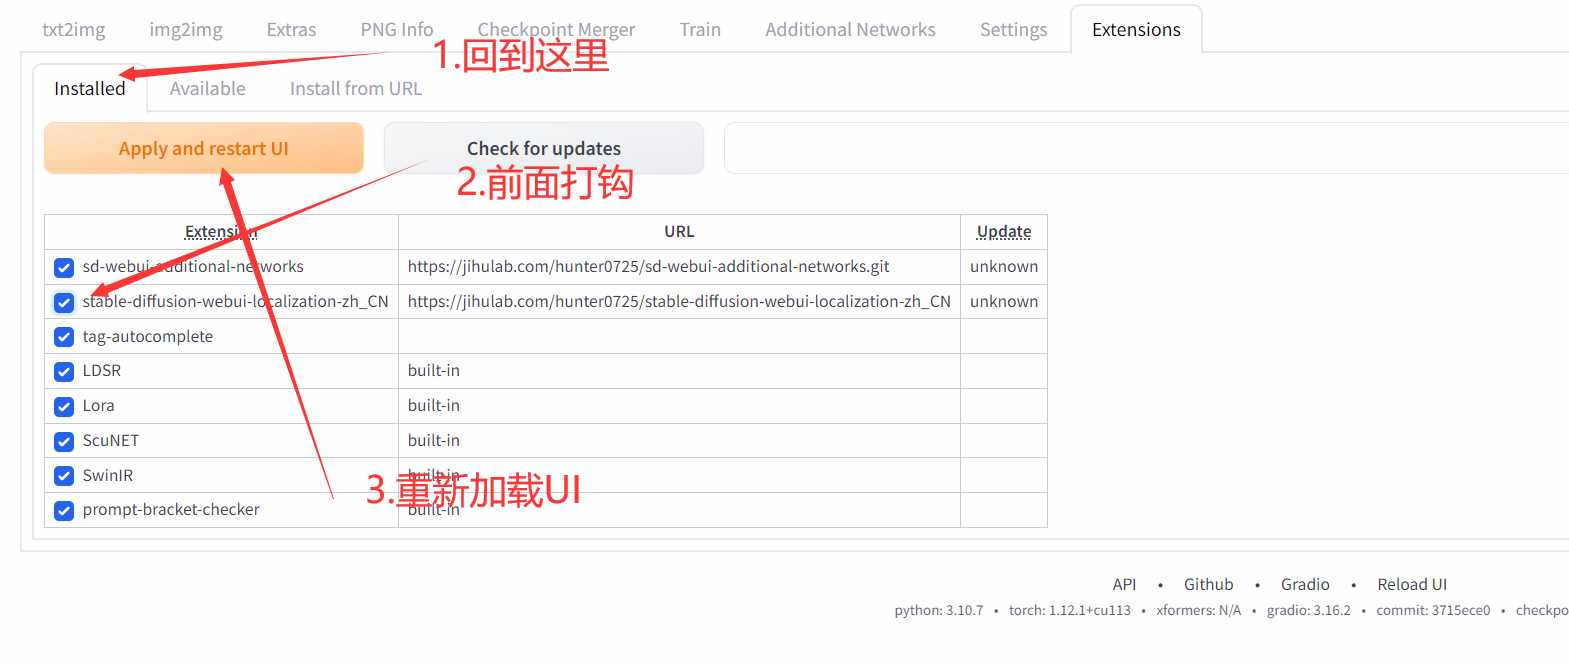 txt2img img2img Extras PNG Info Checkpoint Merger Train Additional Networks Settings Extensions
1.回到这里
Installed Available Install from URL
Apply and restart UI Check for updates
2.前面打钩
Extension URL Update
sd-webui-additional-networks https://jihulab.com/hunter0725/sd-webui-additional-networks.git unknown
stable-diffusion-webui-localization-zh_CN https://jihulab.com/hunter0725/stable-diffusion-webui-localization-zh_CN unknown
tag-autocomplete
LDSR built-in
Lora built-in
ScuNET built-in
SwinIR built-in
3.重新加载UI
prompt-bracket-checker built-in
API • Github • Gradio • Reload UI
python: 3.10.7 • torch: 1.12.1+cu113 • xformers: N/A • gradio: 3.16.2 • commit: 3715ece0 • checkpo